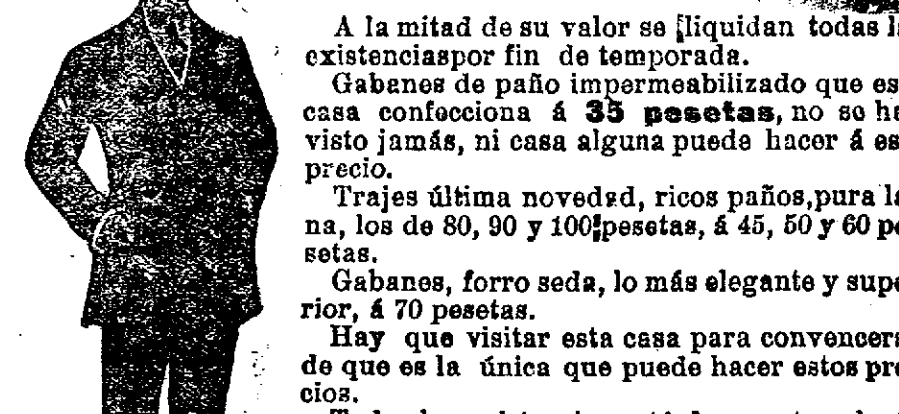 A la mitad de su valor se liquidan todas l
existenciaspor fin de temporada.
Gabanes de paño impermeabilizado que es
casa confecciona á 35 pesetas, no se ha
visto jamás, ni casa alguna puede hacer á es
precio.
Trajes última novedad, ricos paños,pura la
na, los de 80, 90 y 100 pesetas, á 45, 50 y 60 pe
setas.
Gabanes, forro seda, lo más elegante y supe
rior, á 70 pesetas.
Hay que visitar esta casa para convencers
de que es la única que puede hacer estos pre
cios.